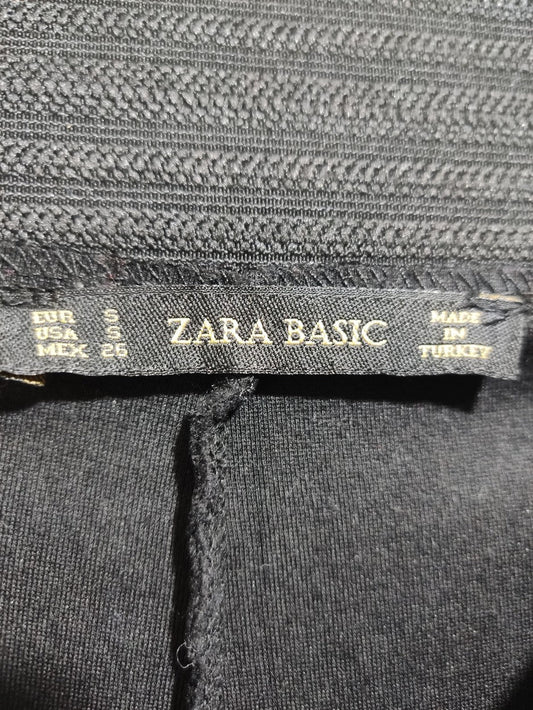 EUR S
USA S
MEX 26
ZARA BASIC
MADE
IN
TURKEY